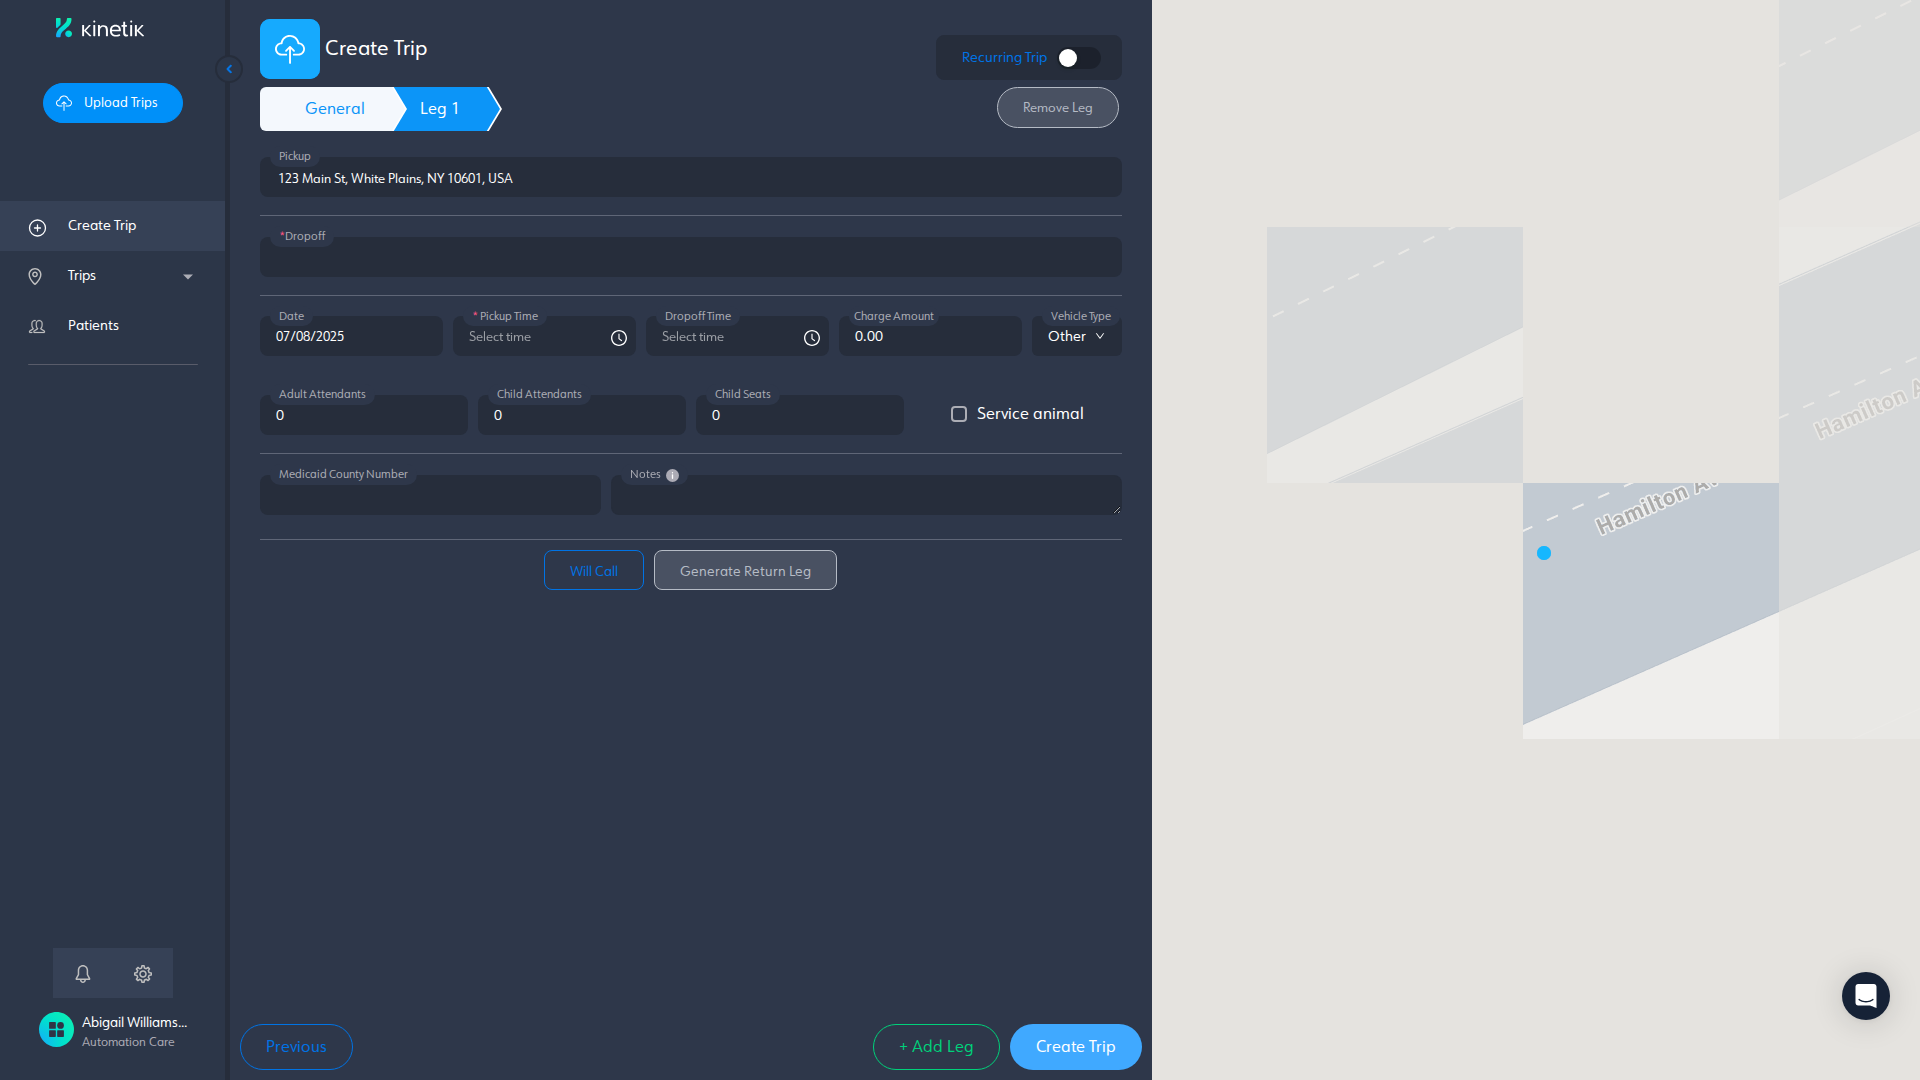 kinetik
Upload Trips
Create Trip
Trips
Patients
Abigail Williams...
Automation Care
Create Trip
Recurring Trip
General
Leg 1
Remove Leg
Pickup
123 Main St, White Plains, NY 10601, USA
*Dropoff
Date
07/08/2025
* Pickup Time
Select time
Dropoff Time
Select time
Charge Amount
0.00
Vehicle Type
Other
Adult Attendants
0
Child Attendants
0
Child Seats
0
Service animal
Medicaid County Number
Notes
Will Call
Generate Return Leg
Previous
+ Add Leg
Create Trip
Hamilton A
Hamilton Av